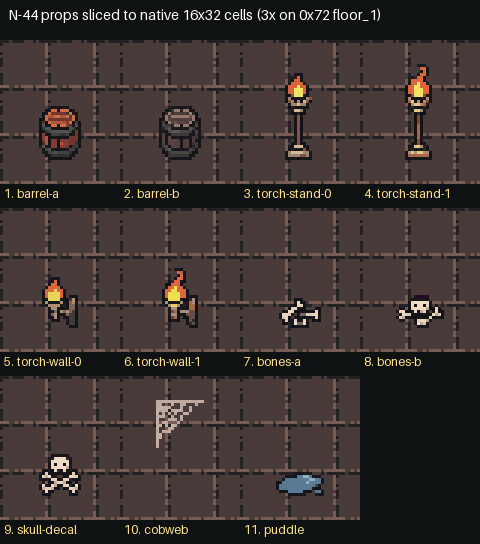 N-44 props sliced to native 16x32 cells (3x on 0x72 floor_1)
1. barrel-a
2. barrel-b
3. torch-stand-0
4. torch-stand-1
5. torch-wall-0
6. torch-wall-1
7. bones-a
8. bones-b
9. skull-decal
10. cobweb
11. puddle